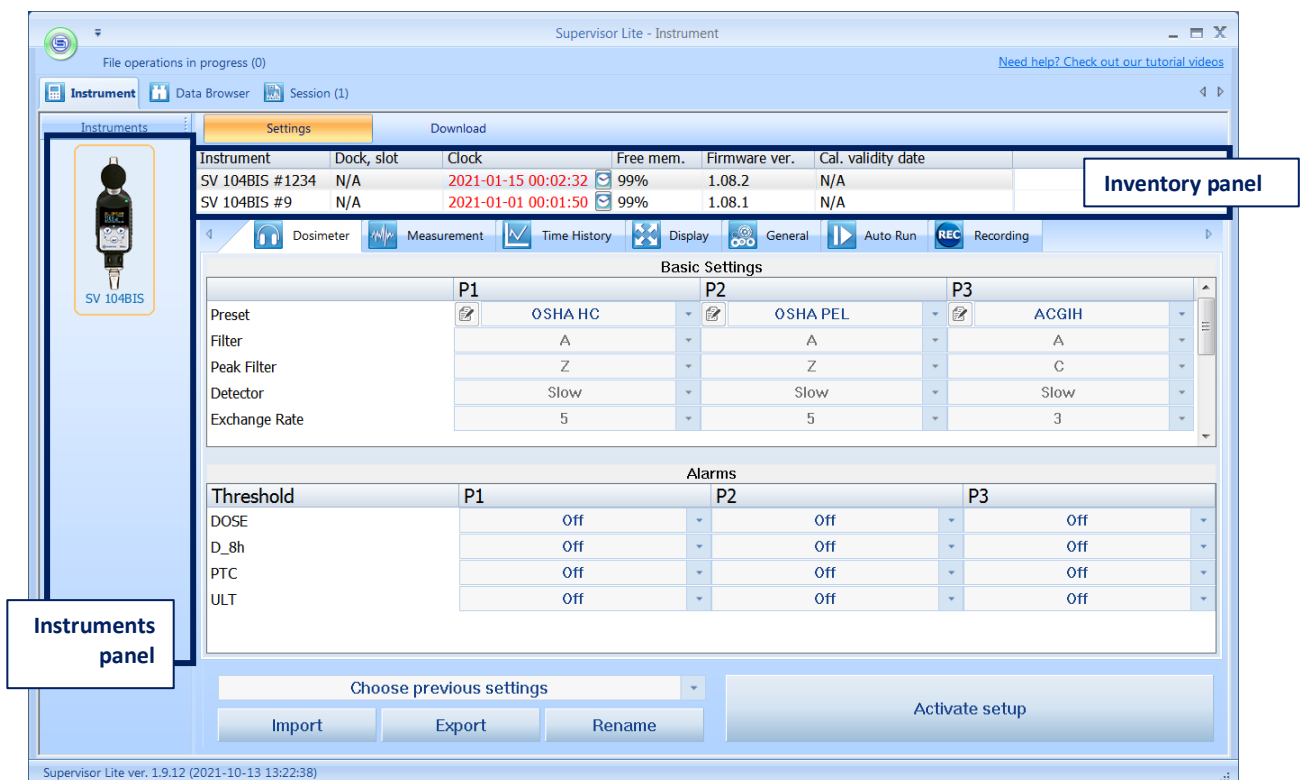 Supervisor Lite - Instrument
File operations in progress (0)
Need help? Check out our tutorial videos
Instrument Data Browser Session (1)
Instruments Settings Download
Instrument Dock, slot Clock Free mem. Firmware ver. Cal. validity date
SV 104BIS #1234 N/A 2021-01-15 00:02:32 99% 1.08.2 N/A
SV 104BIS #9 N/A 2021-01-01 00:01:50 99% 1.08.1 N/A
Inventory panel
SV 104BIS
Dosimeter Measurement Time History Display General Auto Run REC Recording
Basic Settings
P1 P2 P3
Preset OSHA HC OSHA PEL ACGIH
Filter A A A
Peak Filter Z Z C
Detector Slow Slow Slow
Exchange Rate 5 5 3
Alarms
Threshold P1 P2 P3
DOSE Off Off Off
D_8h Off Off Off
PTC Off Off Off
ULT Off Off Off
Instruments
panel
Choose previous settings
Import Export Rename
Activate setup
Supervisor Lite ver. 1.9.12 (2021-10-13 13:22:38)